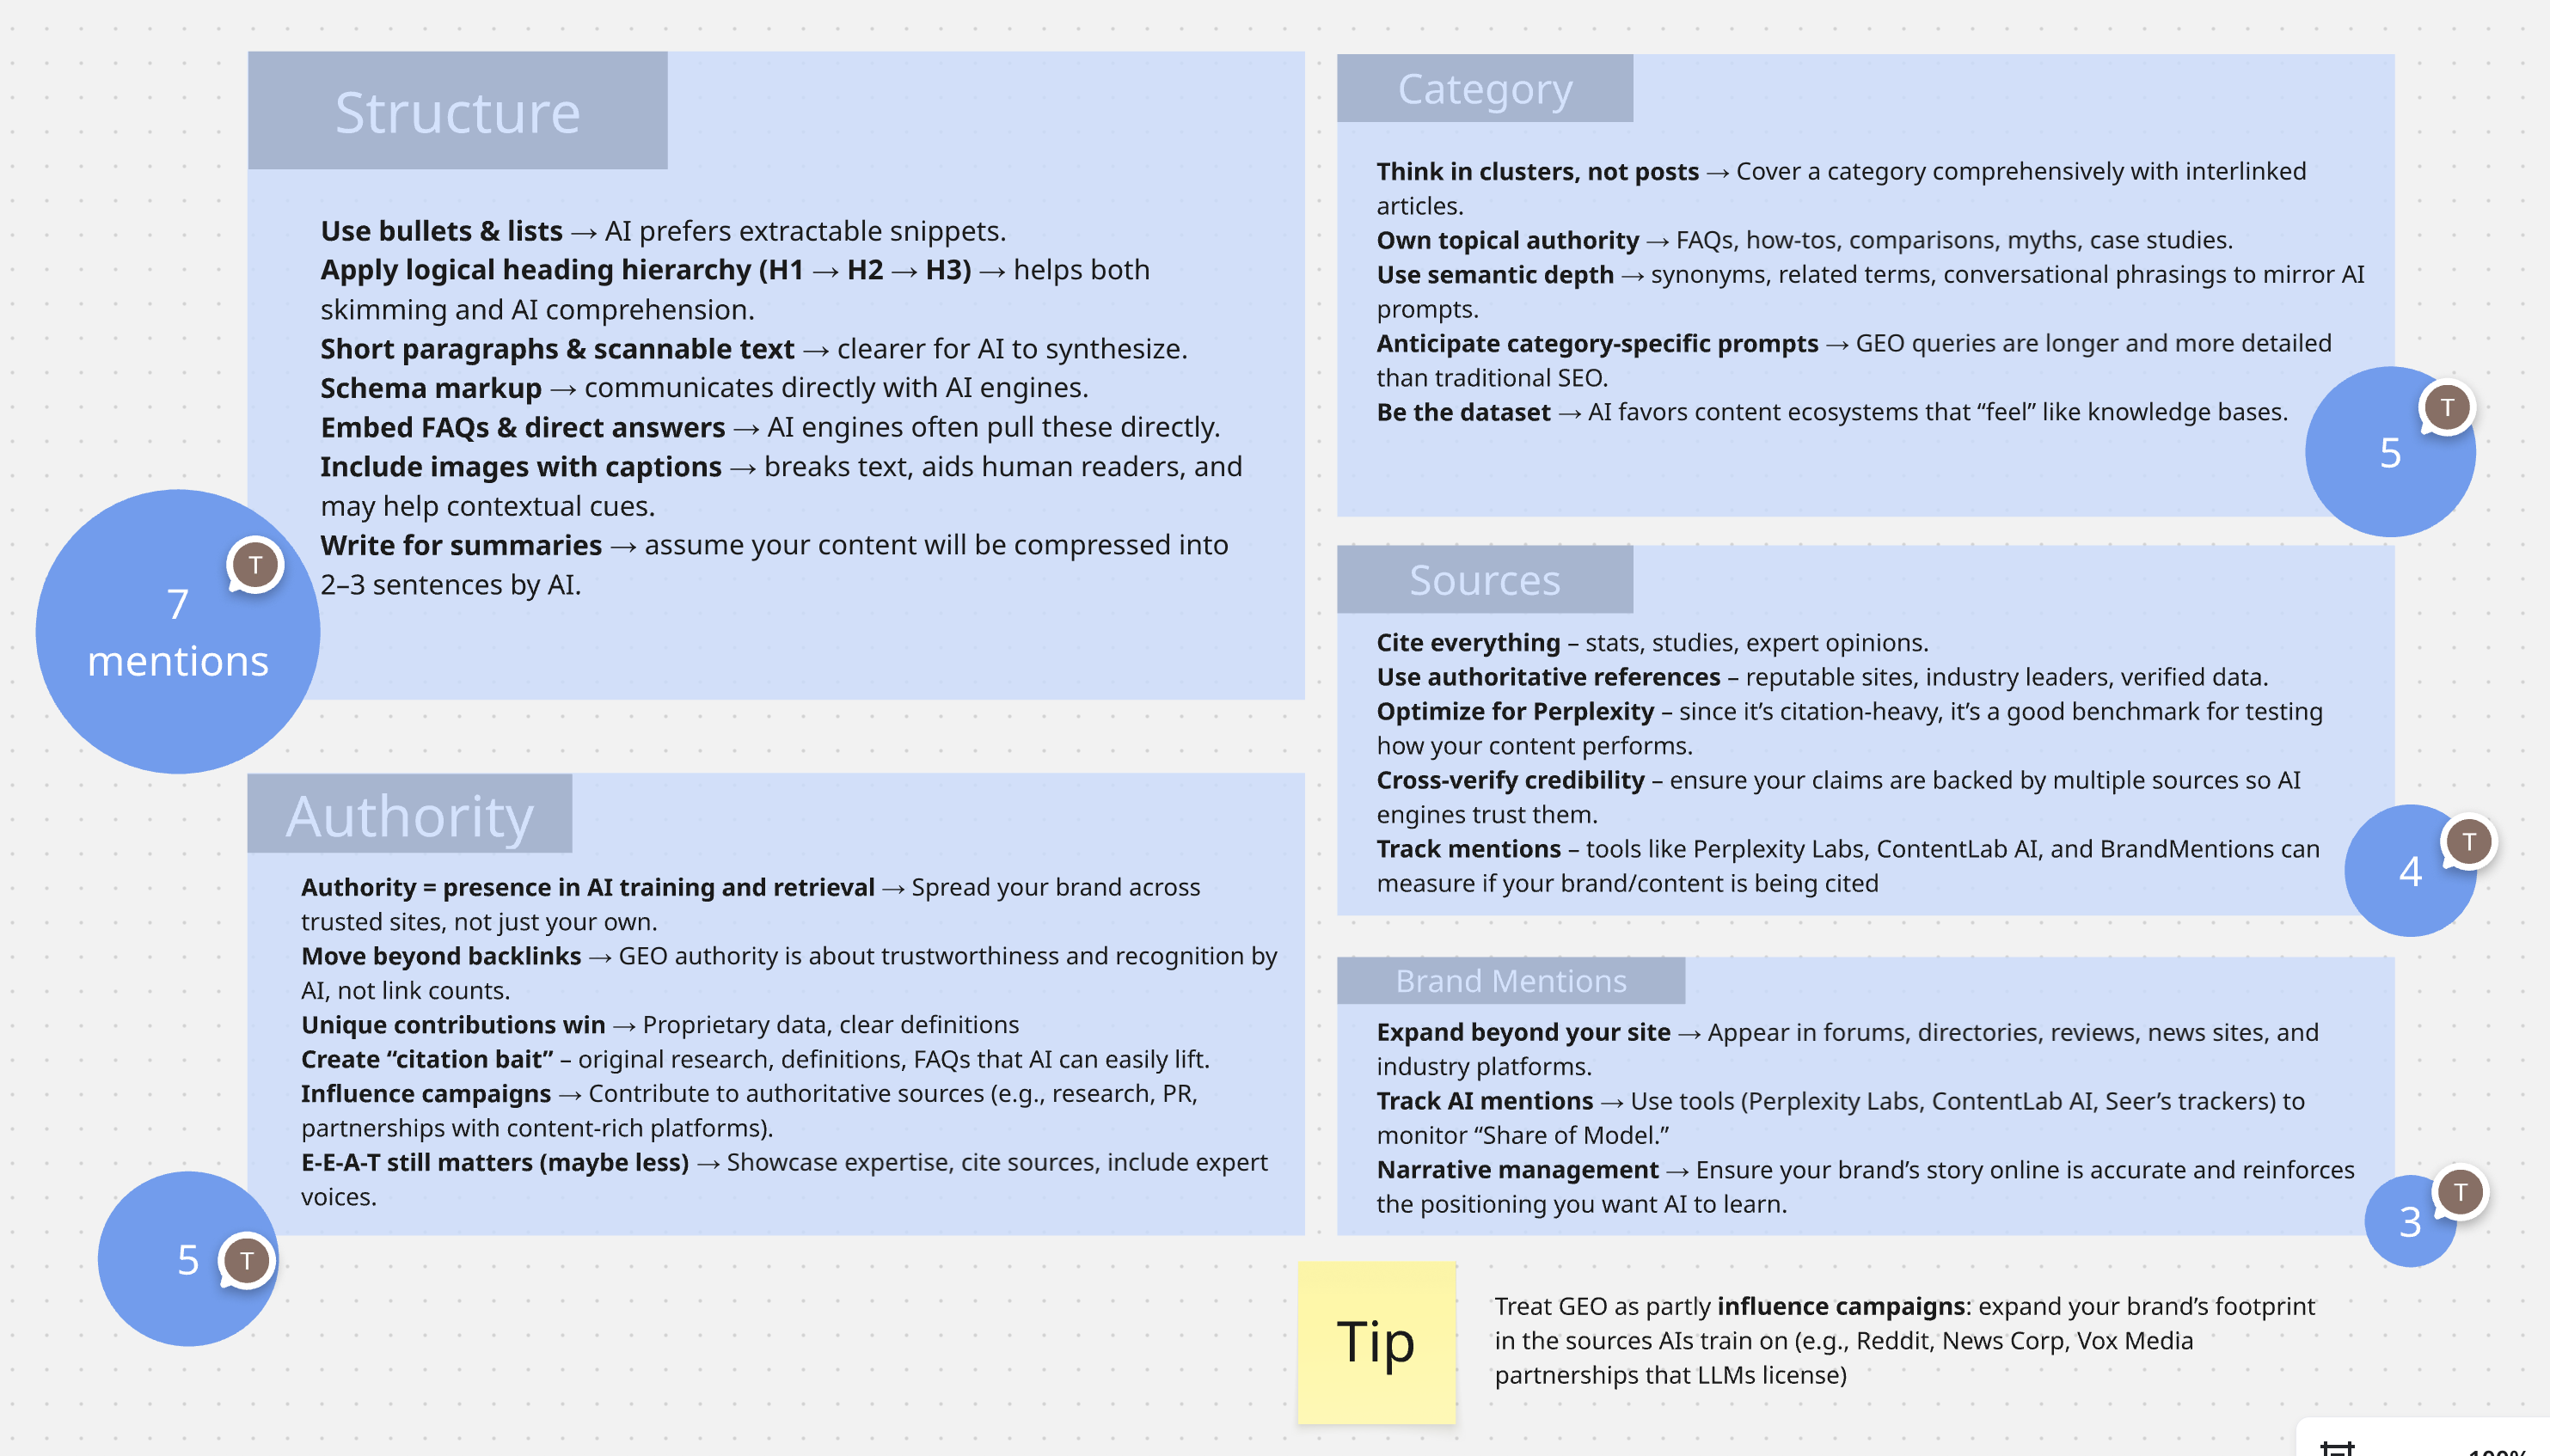 Structure
Use bullets & lists → AI prefers extractable snippets.
Apply logical heading hierarchy (H1 → H2 → H3) → helps both
skimming and AI comprehension.
Short paragraphs & scannable text → clearer for AI to synthesize.
Schema markup → communicates directly with AI engines.
Embed FAQs & direct answers → AI engines often pull these directly.
Include images with captions → breaks text, aids human readers, and
may help contextual cues.
Write for summaries → assume your content will be compressed into
2–3 sentences by AI.
T
7
mentions
Authority
Authority = presence in AI training and retrieval → Spread your brand across
trusted sites, not just your own.
Move beyond backlinks → GEO authority is about trustworthiness and recognition by
AI, not link counts.
Unique contributions win → Proprietary data, clear definitions
Create “citation bait” – original research, definitions, FAQs that AI can easily lift.
Influence campaigns → Contribute to authoritative sources (e.g., research, PR,
partnerships with content-rich platforms).
E-E-A-T still matters (maybe less) → Showcase expertise, cite sources, include expert
voices.
5
T
Category
Think in clusters, not posts → Cover a category comprehensively with interlinked
articles.
Own topical authority → FAQs, how-tos, comparisons, myths, case studies.
Use semantic depth → synonyms, related terms, conversational phrasings to mirror AI
prompts.
Anticipate category-specific prompts → GEO queries are longer and more detailed
than traditional SEO.
Be the dataset → AI favors content ecosystems that “feel” like knowledge bases.
T
5
Sources
Cite everything – stats, studies, expert opinions.
Use authoritative references – reputable sites, industry leaders, verified data.
Optimize for Perplexity – since it’s citation-heavy, it’s a good benchmark for testing
how your content performs.
Cross-verify credibility – ensure your claims are backed by multiple sources so AI
engines trust them.
Track mentions – tools like Perplexity Labs, ContentLab AI, and BrandMentions can
measure if your brand/content is being cited
T
4
Brand Mentions
Expand beyond your site → Appear in forums, directories, reviews, news sites, and
industry platforms.
Track AI mentions → Use tools (Perplexity Labs, ContentLab AI, Seer’s trackers) to
monitor “Share of Model.”
Narrative management → Ensure your brand’s story online is accurate and reinforces
the positioning you want AI to learn.
T
3
Tip
Treat GEO as partly influence campaigns: expand your brand’s footprint
in the sources AIs train on (e.g., Reddit, News Corp, Vox Media
partnerships that LLMs license)